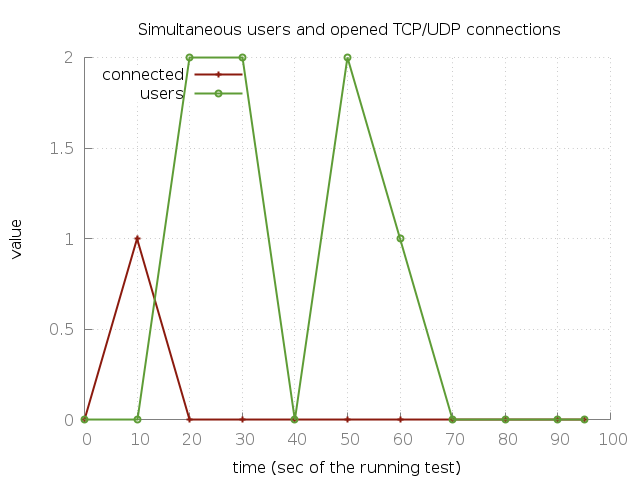 Simultaneous users and opened TCP/UDP connections
2
connected
users
1.5
1
value
0.5
0
0 10 20 30 40 50 60 70 80 90 100
time (sec of the running test)